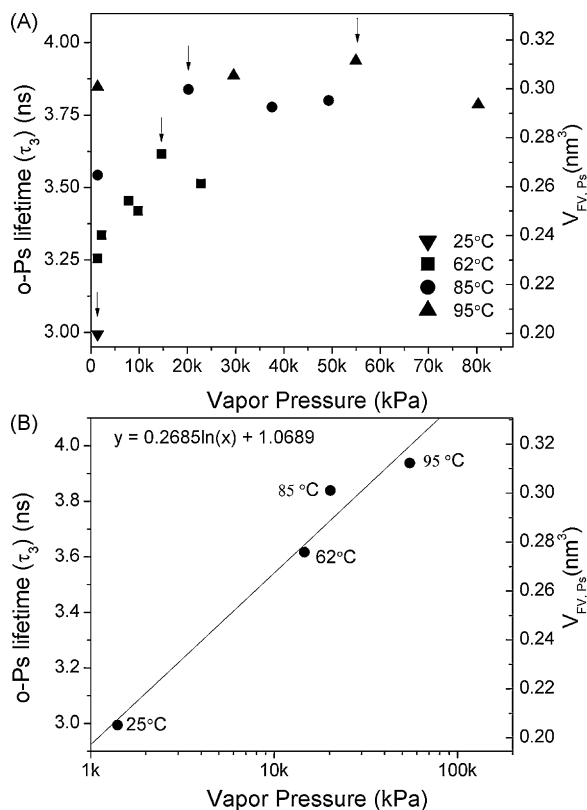 (A)
4.00
3.75
3.50
3.25
3.00
o-Ps lifetime (τ3) (ns)
0.32
0.30
0.28
0.26
0.24
0.22
0.20
VFV, Ps(nm³)
25°C
62°C
85°C
95°C
0 10k 20k 30k 40k 50k 60k 70k 80k
Vapor Pressure (kPa)
(B)
y = 0.2685ln(x) + 1.0689
4.0
3.8
3.6
3.4
3.2
3.0
o-Ps lifetime (τ3) (ns)
0.32
0.30
0.28
0.26
0.24
0.22
0.20
VFV, Ps(nm³)
95 °C
85 °C
62°C
25°C
1k 10k 100k
Vapor Pressure (kPa)